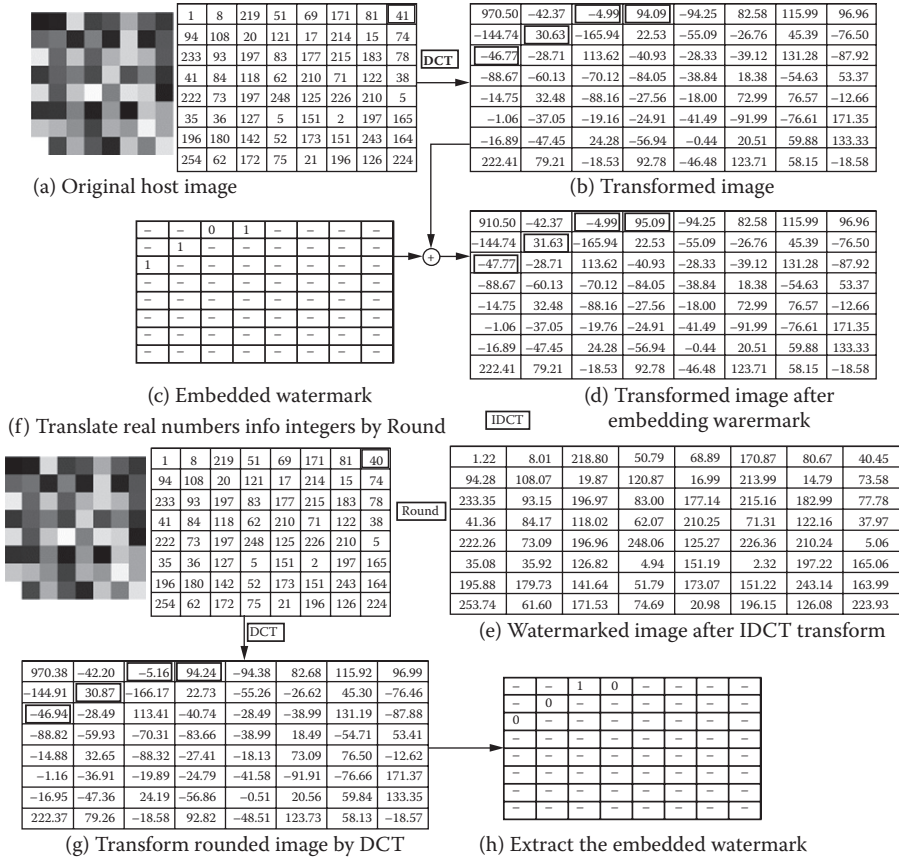 1 8 219 51 69 171 81 41
94 108 20 121 17 214 15 74
233 93 197 83 177 215 183 78
41 84 118 62 210 71 122 38
222 73 197 248 125 226 210 5
35 36 127 5 151 2 197 165
196 180 142 52 173 151 243 164
254 62 172 75 21 196 126 224
(a) Original host image
DCT
970.50 −42.37 −4.99 94.09 −94.25 82.58 115.99 96.96
−144.74 30.63 −165.94 22.53 −55.09 −26.76 45.39 −76.50
−46.77 −28.71 113.62 −40.93 −28.33 −39.12 131.28 −87.92
−88.67 −60.13 −70.12 −84.05 −38.84 18.38 −54.63 53.37
−14.75 32.48 −88.16 −27.56 −18.00 72.99 76.57 −12.66
−1.06 −37.05 −19.16 −24.91 −41.49 −91.99 −76.61 171.35
−16.89 −47.45 24.28 −56.94 −0.44 20.51 59.88 133.33
222.41 79.21 −18.53 92.78 −46.48 123.71 58.15 −18.58
(b) Transformed image
– – 0 1 – – – –
– 1 – – – – – –
1 – – – – – – –
– – – – – – – –
– – – – – – – –
– – – – – – – –
– – – – – – – –
– – – – – – – –
(c) Embedded watermark
+
910.50 −42.37 −4.99 95.09 −94.25 82.58 115.99 96.96
−144.74 31.63 −165.94 22.53 −55.09 −26.76 45.39 −76.50
−47.77 −28.71 113.62 −40.93 −28.33 −39.12 131.28 −87.92
−88.67 −60.13 −70.12 −84.05 −38.84 18.38 −54.63 53.37
−14.75 32.48 −88.16 −27.56 −18.00 72.99 76.57 −12.66
−1.06 −37.05 −19.76 −24.91 −41.49 −91.99 −76.61 171.35
−16.89 −47.45 24.28 −56.94 −0.44 20.51 59.88 133.33
222.41 79.21 −18.53 92.78 −46.48 123.71 58.15 −18.58
(d) Transformed image after
embedding warermark
IDCT
(f) Translate real numbers info integers by Round
1 8 219 51 69 171 81 40
94 108 20 121 17 214 15 74
233 93 197 83 177 215 183 78
41 84 118 62 210 71 122 38
222 73 197 248 125 226 210 5
35 36 127 5 151 2 197 165
196 180 142 52 173 151 243 164
254 62 172 75 21 196 126 224
Round
1.22 8.01 218.80 50.79 68.89 170.87 80.67 40.45
94.28 108.07 19.87 120.87 16.99 213.99 14.79 73.58
233.35 93.15 196.97 83.00 177.14 215.16 182.99 77.78
41.36 84.17 118.02 62.07 210.25 71.31 122.16 37.97
222.26 73.09 196.96 248.06 125.27 226.36 210.24 5.06
35.08 35.92 126.82 4.94 151.19 2.32 197.22 165.06
195.88 179.73 141.64 51.79 173.07 151.22 243.14 163.99
253.74 61.60 171.53 74.69 20.98 196.15 126.08 223.93
(e) Watermarked image after IDCT transform
DCT
970.38 −42.20 −5.16 94.24 −94.38 82.68 115.92 96.99
−144.91 30.87 −166.17 22.73 −55.26 −26.62 45.30 −76.46
−46.94 −28.49 113.41 −40.74 −28.49 −38.99 131.19 −87.88
−88.82 −59.93 −70.31 −83.66 −38.99 18.49 −54.71 53.41
−14.88 32.65 −88.32 −27.41 −18.13 73.09 76.50 −12.62
−1.16 −36.91 −19.89 −24.79 −41.58 −91.91 −76.66 171.37
−16.95 −47.36 24.19 −56.86 −0.51 20.56 59.84 133.35
222.37 79.26 −18.58 92.82 −48.51 123.73 58.13 −18.57
(g) Transform rounded image by DCT
– – 1 0 – – – –
– 0 – – – – – –
0 – – – – – – –
– – – – – – – –
– – – – – – – –
– – – – – – – –
– – – – – – – –
– – – – – – – –
(h) Extract the embedded watermark